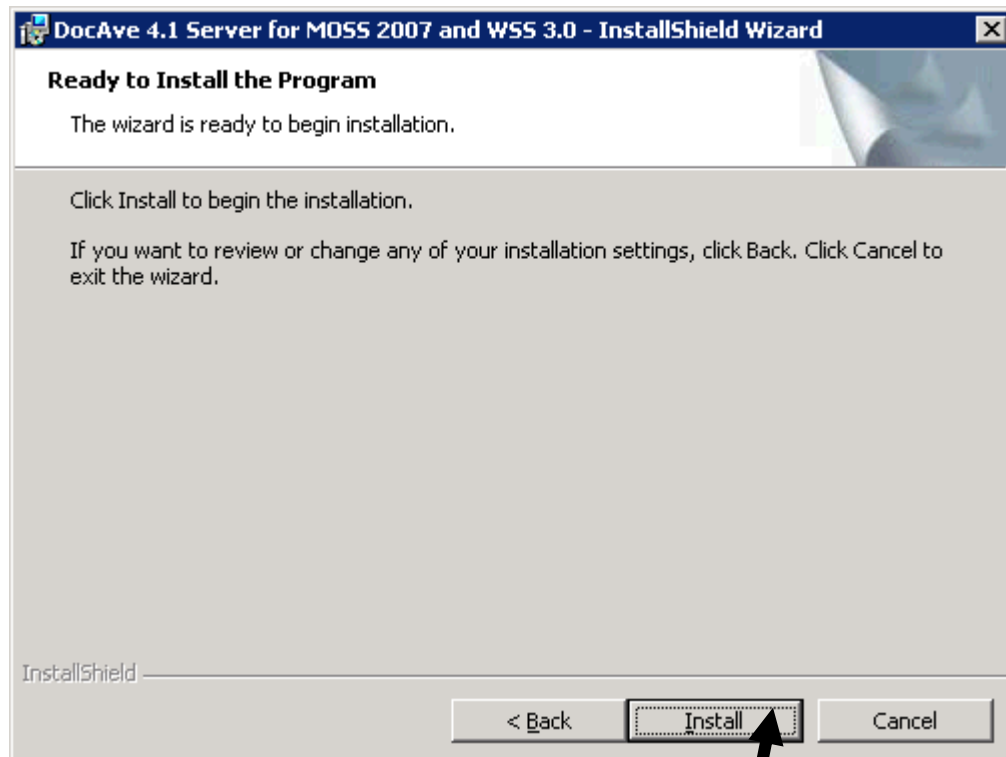 DocAve 4.1 Server for MOSS 2007 and WSS 3.0 - InstallShield Wizard
Ready to Install the Program
The wizard is ready to begin installation.
Click Install to begin the installation.
If you want to review or change any of your installation settings, click Back. Click Cancel to
exit the wizard.
InstallShield
< Back
Install
Cancel